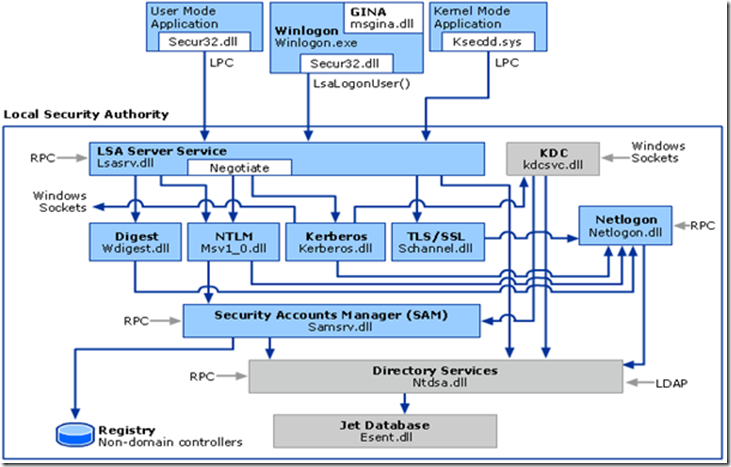 User Mode
Application
Secur32.dll
LPC
GINA
msgina.dll
Winlogon
Winlogon.exe
Secur32.dll
LsaLogonUser()
Kernel Mode
Application
Ksecdd.sys
LPC
Local Security Authority
RPC
LSA Server Service
Lsasrv.dll
Negotiate
KDC
kdcsvc.dll
Windows
Sockets
Windows
Sockets
Digest
Wdigest.dll
NTLM
Msv1_0.dll
Kerberos
Kerberos.dll
TLS/SSL
Schannel.dll
Netlogon
Netlogon.dll
RPC
RPC
Security Accounts Manager (SAM)
Samsrv.dll
RPC
Directory Services
Ntdsa.dll
LDAP
Registry
Non-domain controllers
Jet Database
Esent.dll